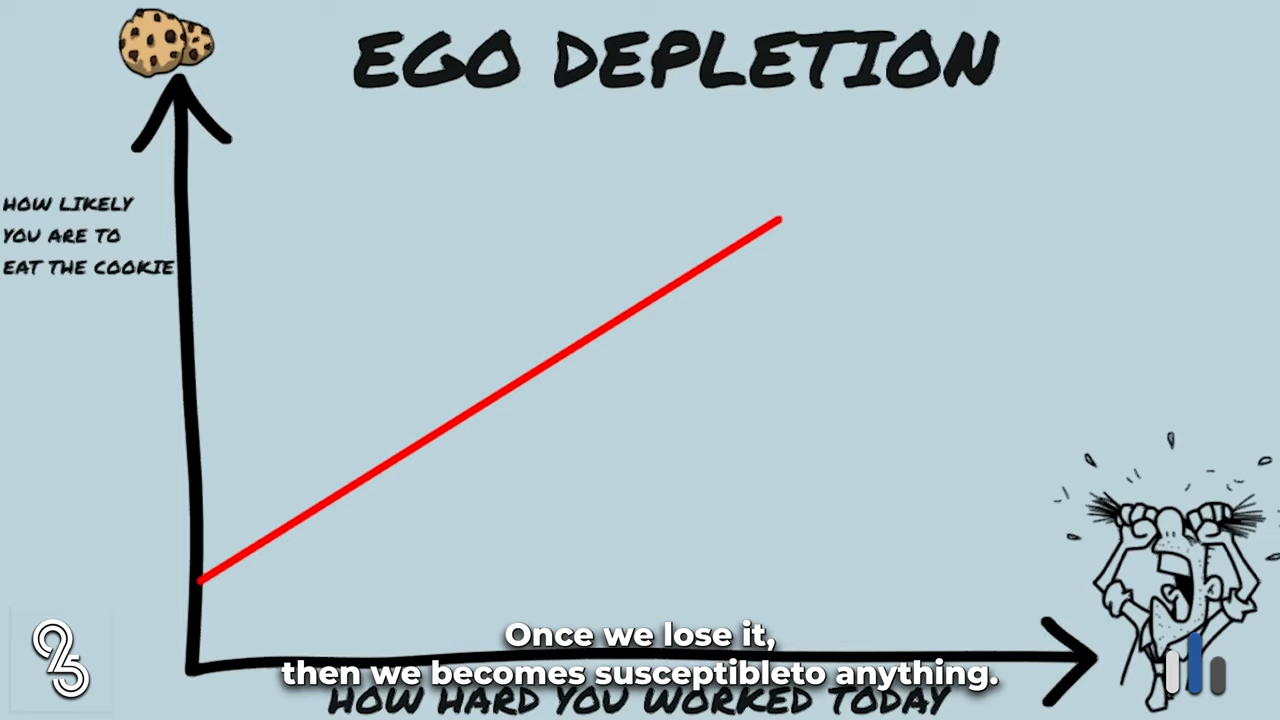 EGO DEPLETION
HOW LIKELY
YOU ARE TO
EAT THE COOKIE
Once we lose it,
then we becomes susceptibleto anything.
HOW HARD YOU WORKED TODAY
95